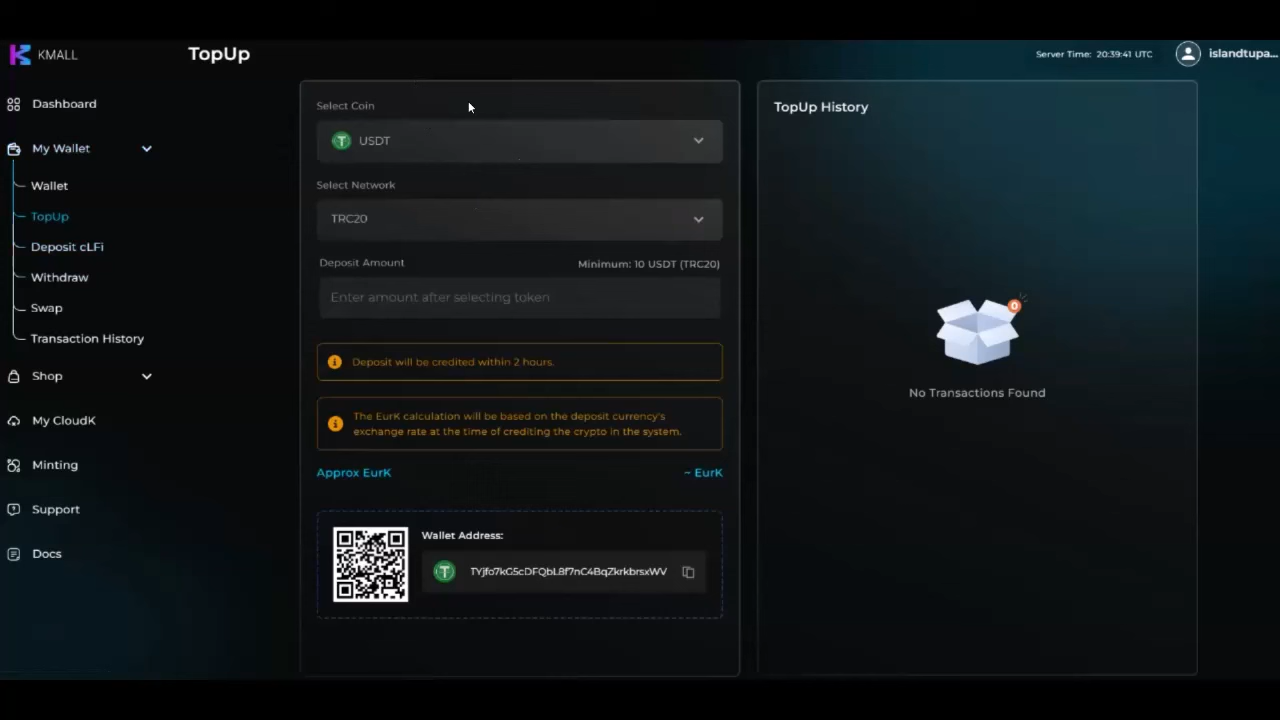 KMALL
TopUp
Server Time: 20:39:41 UTC
islandtupa...
Dashboard
My Wallet
Wallet
TopUp
Deposit cLFi
Withdraw
Swap
Transaction History
Shop
My CloudK
Minting
Support
Docs
Select Coin
USDT
Select Network
TRC20
Deposit Amount
Minimum: 10 USDT (TRC20)
Enter amount after selecting token
Deposit will be credited within 2 hours.
The EurK calculation will be based on the deposit currency's
exchange rate at the time of crediting the crypto in the system.
Approx EurK
~ EurK
Wallet Address:
TYjfo7kG5cDFQbL8f7nC4BqZkrkbrsxWV
TopUp History
No Transactions Found